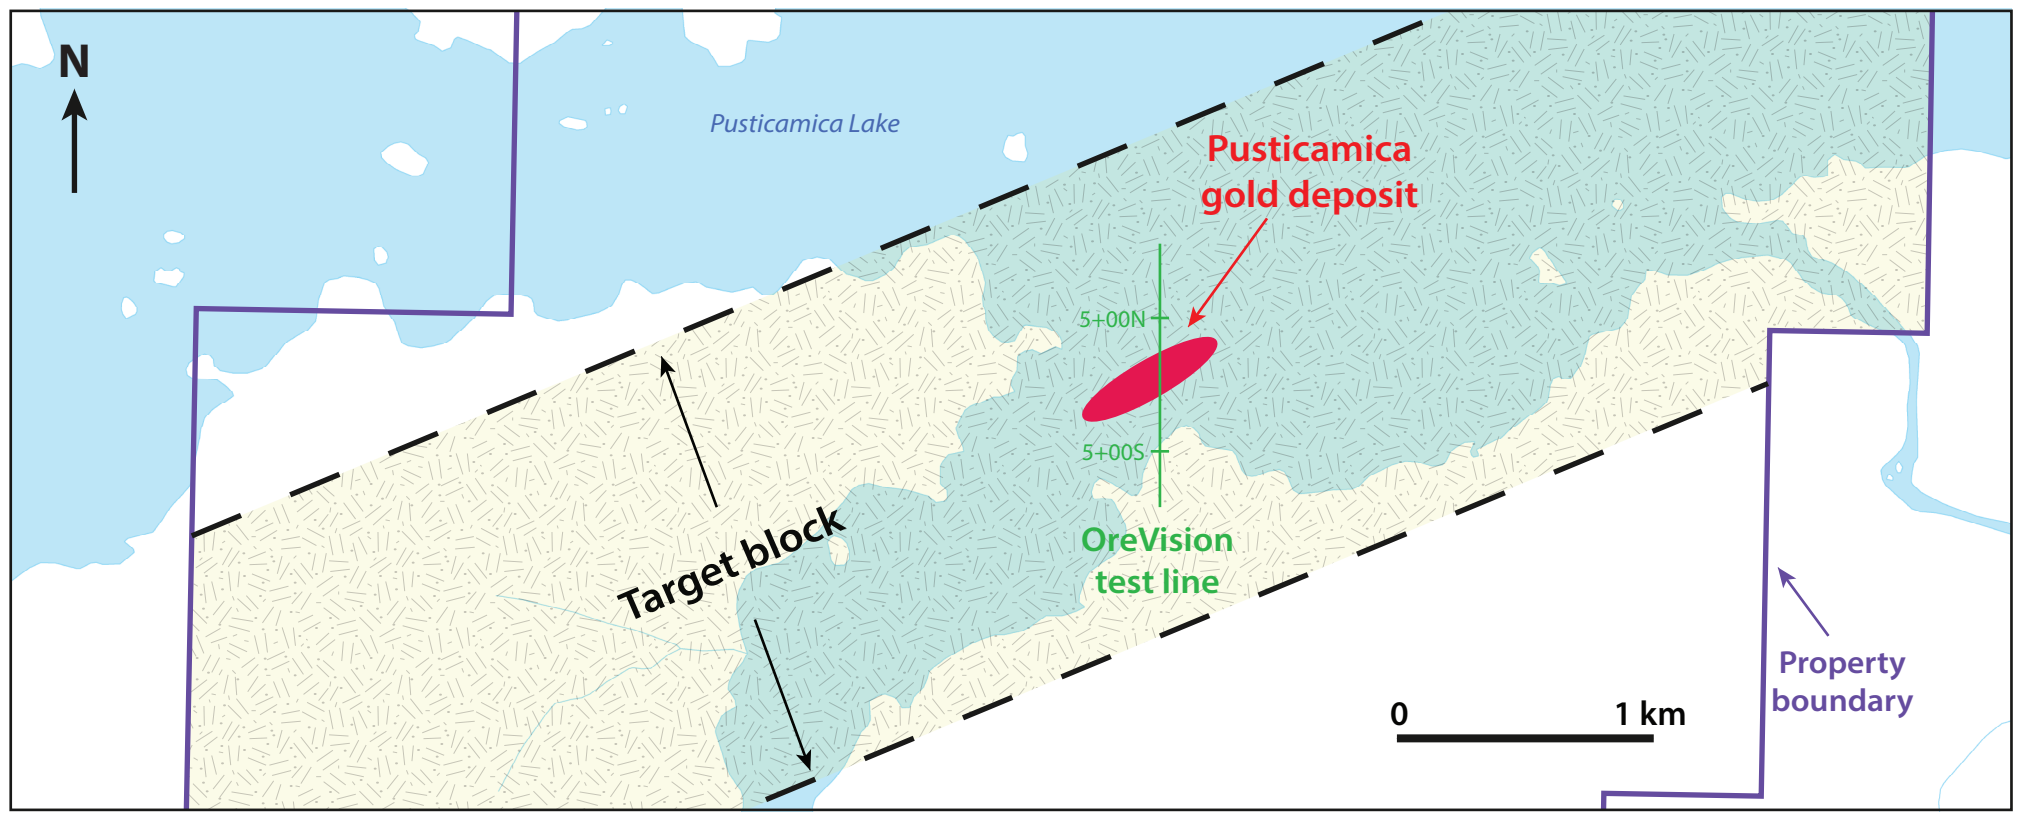 N
Pusticamica Lake
Pusticamica
gold deposit
5+00N
5+00S
Target block
OreVision
test line
Property
boundary
0 1 km